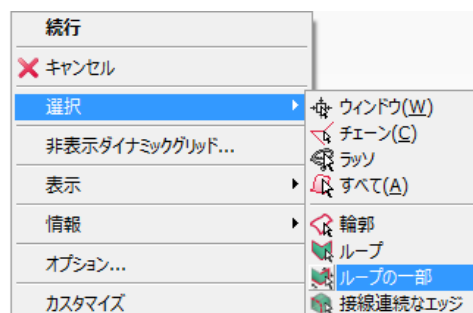 続行
キャンセル
選択
非表示ダイナミックグリッド...
表示
情報
オプション...
カスタマイズ
ウィンドウ(W)
チェーン(C)
ラッソ
すべて(A)
輪郭
ループ
ループの一部
接線連続なエッジ